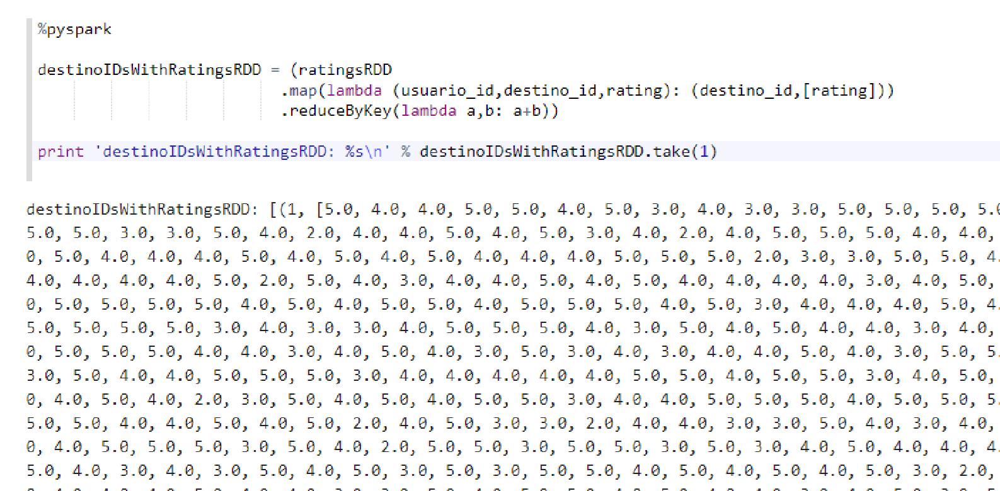 %pyspark
destinoIDsWithRatingsRDD = (ratingsRDD
.map(lambda (usuario_id,destino_id,rating): (destino_id,[rating]))
.reduceByKey(lambda a,b: a+b))
print 'destinoIDsWithRatingsRDD: %s\n' % destinoIDsWithRatingsRDD.take(1)
destinoIDsWithRatingsRDD: [(1, [5.0, 4.0, 4.0, 5.0, 5.0, 4.0, 5.0, 3.0, 4.0, 3.0, 3.0, 5.0, 5.0, 5.0, 5.0
5.0, 5.0, 3.0, 3.0, 5.0, 4.0, 2.0, 4.0, 4.0, 5.0, 4.0, 5.0, 3.0, 4.0, 2.0, 4.0, 5.0, 5.0, 5.0, 4.0, 4.0,
0, 5.0, 4.0, 4.0, 4.0, 5.0, 4.0, 5.0, 4.0, 5.0, 4.0, 4.0, 4.0, 5.0, 5.0, 5.0, 2.0, 3.0, 3.0, 5.0, 5.0, 4.
4.0, 4.0, 4.0, 4.0, 5.0, 2.0, 5.0, 4.0, 3.0, 4.0, 4.0, 5.0, 4.0, 5.0, 4.0, 4.0, 4.0, 4.0, 3.0, 4.0, 5.0,
0, 5.0, 5.0, 5.0, 5.0, 4.0, 5.0, 4.0, 5.0, 5.0, 4.0, 5.0, 5.0, 5.0, 4.0, 5.0, 3.0, 4.0, 4.0, 4.0, 5.0, 4.
5.0, 5.0, 5.0, 5.0, 3.0, 4.0, 3.0, 3.0, 4.0, 5.0, 5.0, 5.0, 4.0, 3.0, 5.0, 4.0, 5.0, 4.0, 4.0, 3.0, 4.0,
0, 5.0, 5.0, 5.0, 4.0, 4.0, 3.0, 4.0, 5.0, 4.0, 3.0, 5.0, 3.0, 4.0, 3.0, 4.0, 4.0, 5.0, 4.0, 3.0, 5.0, 5.
3.0, 5.0, 4.0, 4.0, 5.0, 5.0, 5.0, 3.0, 4.0, 4.0, 4.0, 4.0, 4.0, 5.0, 5.0, 4.0, 5.0, 5.0, 3.0, 4.0, 5.0,
0, 4.0, 5.0, 4.0, 2.0, 3.0, 5.0, 4.0, 5.0, 4.0, 5.0, 5.0, 3.0, 4.0, 4.0, 5.0, 5.0, 5.0, 4.0, 5.0, 5.0, 5.
5.0, 5.0, 4.0, 4.0, 5.0, 4.0, 5.0, 2.0, 4.0, 5.0, 3.0, 3.0, 2.0, 4.0, 4.0, 3.0, 3.0, 5.0, 4.0, 3.0, 4.0,
0, 4.0, 5.0, 5.0, 5.0, 3.0, 5.0, 4.0, 2.0, 5.0, 5.0, 3.0, 5.0, 5.0, 3.0, 5.0, 3.0, 4.0, 5.0, 4.0, 4.0, 4.
5.0, 4.0, 3.0, 4.0, 3.0, 5.0, 4.0, 5.0, 3.0, 5.0, 3.0, 5.0, 5.0, 4.0, 5.0, 4.0, 5.0, 4.0, 5.0, 3.0, 2.0,